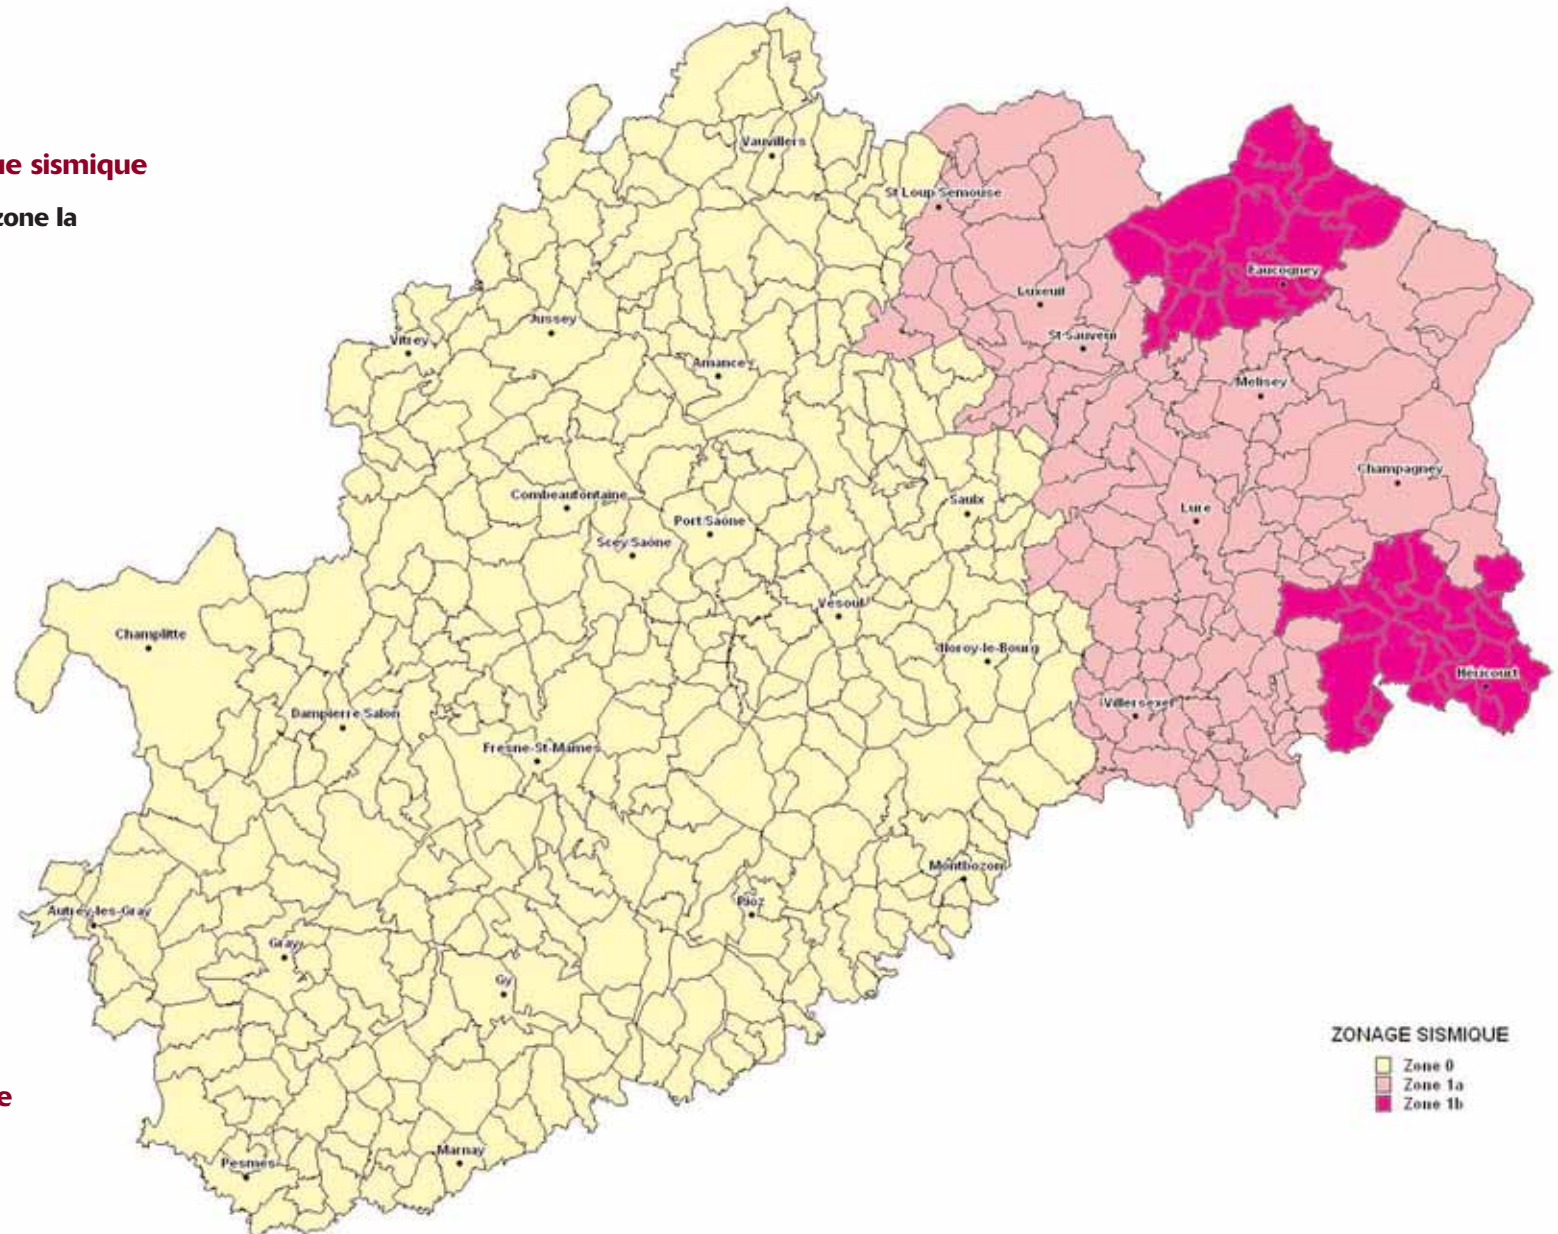 ue sismique
zone la
e
Vauvillers
St Loup Semouse
Faucogney
Luxeuil
Jussey
St-Sauveur
Vitrey
Amance
Melisey
Champagney
Combeaufontaine
Saulx
Lure
Port Saône
Scey Saône
Vesoul
Champlitte
Noroy-le-Bourg
Héricourt
Villersexel
Dampierre Salon
Fresne-St-Mamès
Montbozon
Rioz
Autrey-les-Gray
Gray
Gy
Marnay
Pesmes
ZONAGE SISMIQUE
Zone 0
Zone 1a
Zone 1b